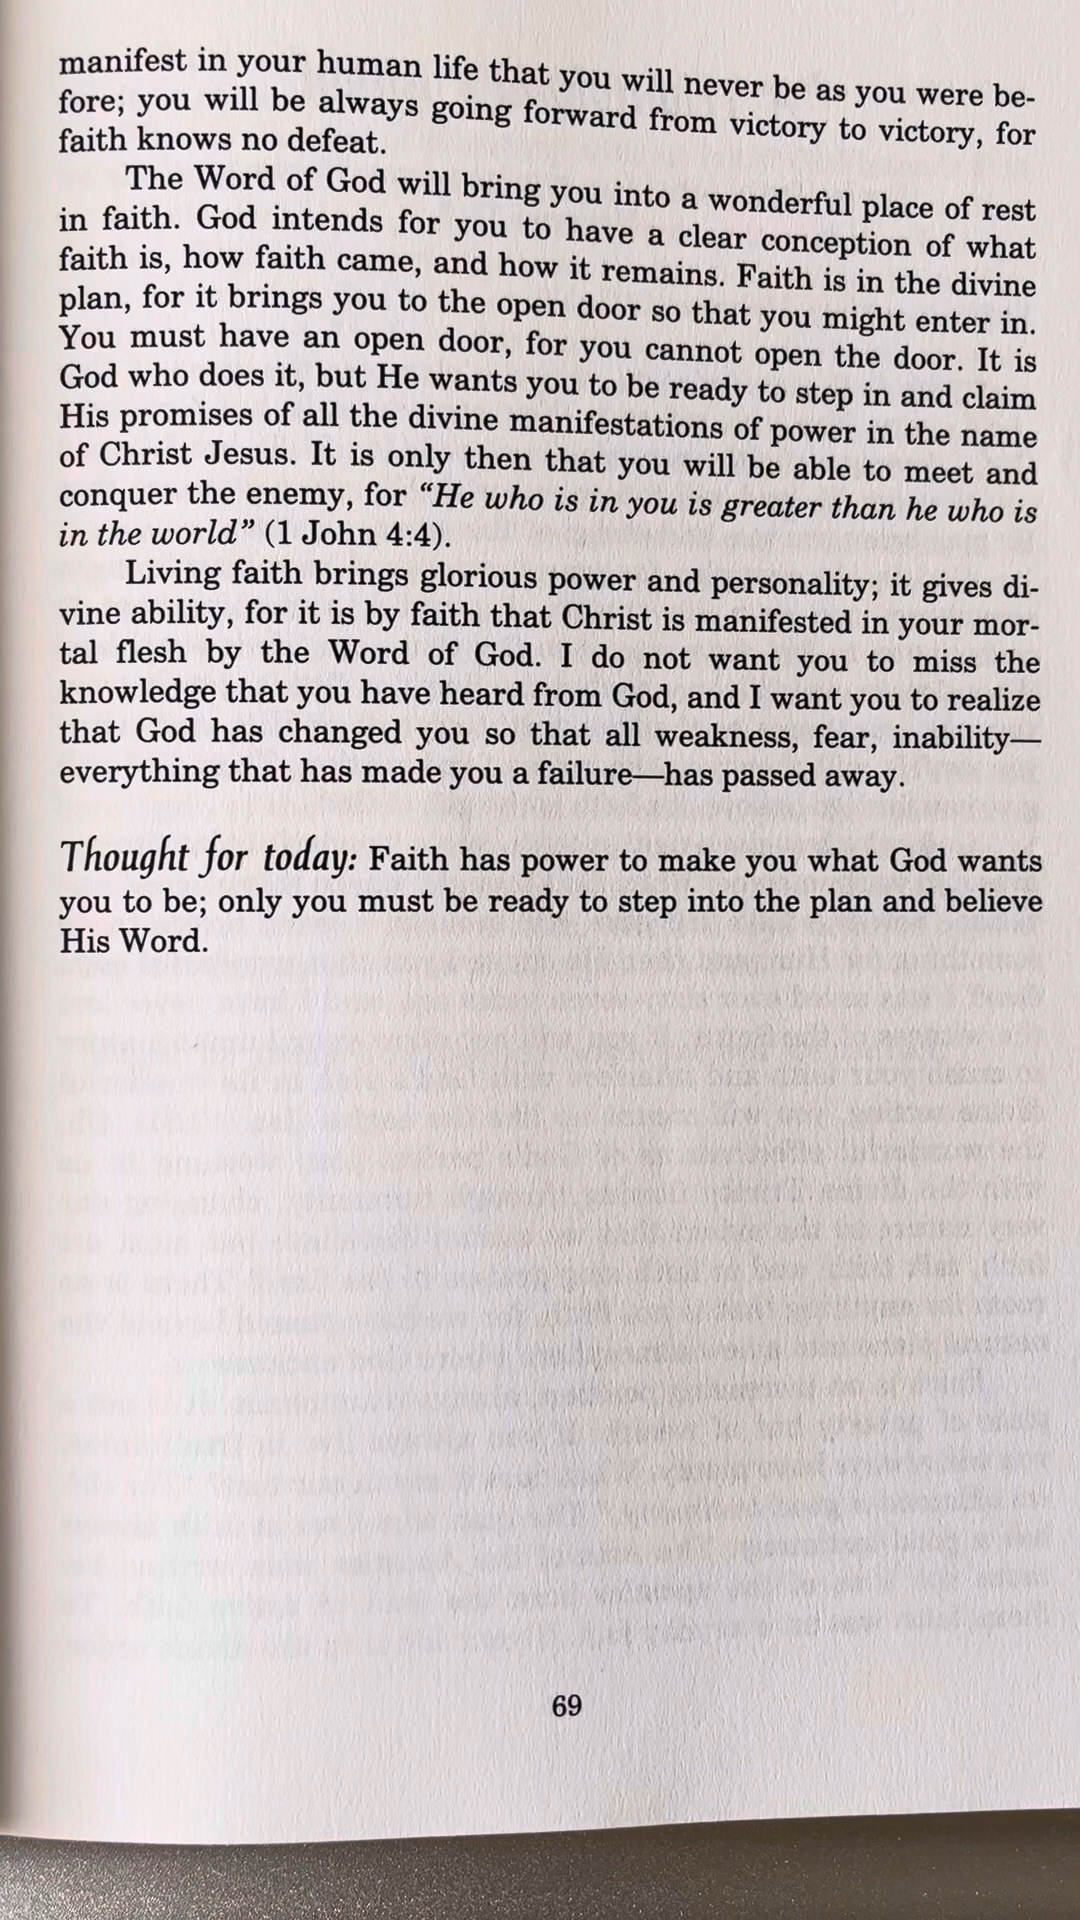 manifest in your human life that you will never be as you were be-
fore; you will be always going forward from victory to victory, for
faith knows no defeat.
The Word of God will bring you into a wonderful place of rest
in faith. God intends for you to have a clear conception of what
faith is, how faith came, and how it remains. Faith is in the divine
plan, for it brings you to the open door so that you might enter in.
You must have an open door, for you cannot open the door. It is
God who does it, but He wants you to be ready to step in and claim
His promises of all the divine manifestations of power in the name
of Christ Jesus. It is only then that you will be able to meet and
conquer the enemy, for “He who is in you is greater than he who is
in the world” (1 John 4:4).
Living faith brings glorious power and personality; it gives di-
vine ability, for it is by faith that Christ is manifested in your mor-
tal flesh by the Word of God. I do not want you to miss the
knowledge that you have heard from God, and I want you to realize
that God has changed you so that all weakness, fear, inability—
everything that has made you a failure—has passed away.
Thought for today: Faith has power to make you what God wants
you to be; only you must be ready to step into the plan and believe
His Word.
69